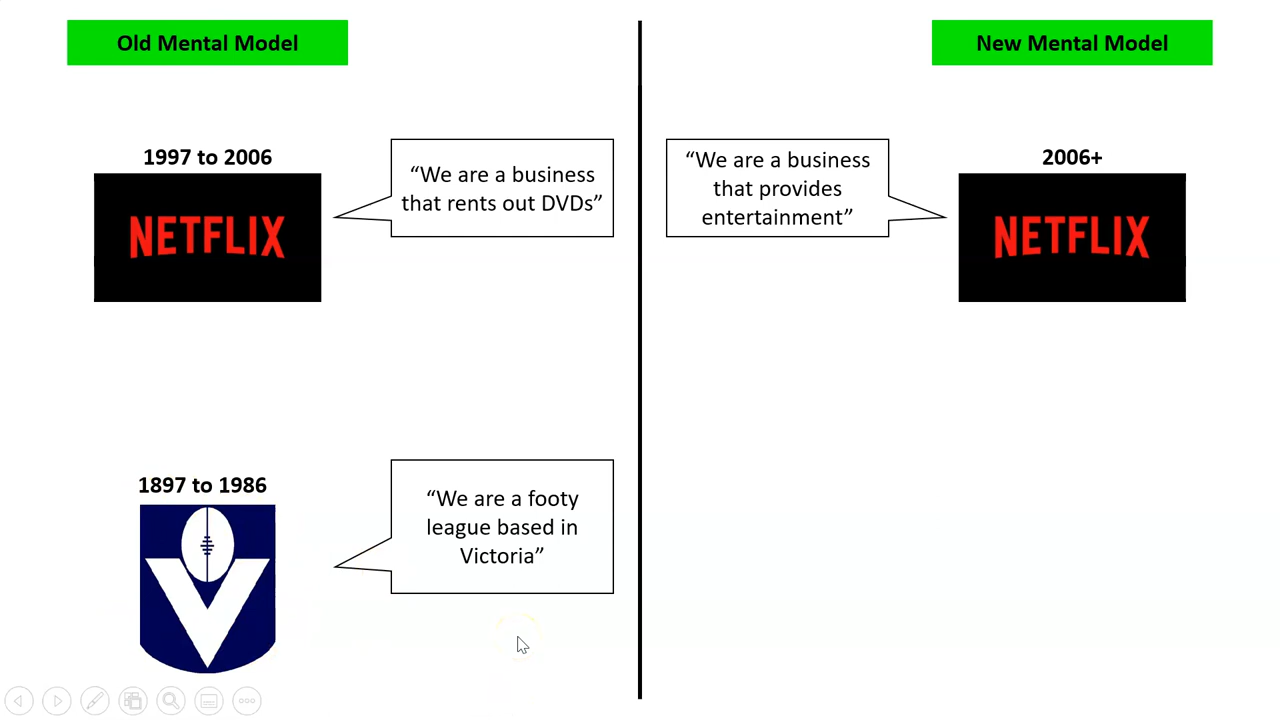 Old Mental Model
New Mental Model
1997 to 2006
NETFLIX
“We are a business
that rents out DVDs”
“We are a business
that provides
entertainment”
2006+
NETFLIX
1897 to 1986
V
“We are a footy
league based in
Victoria”